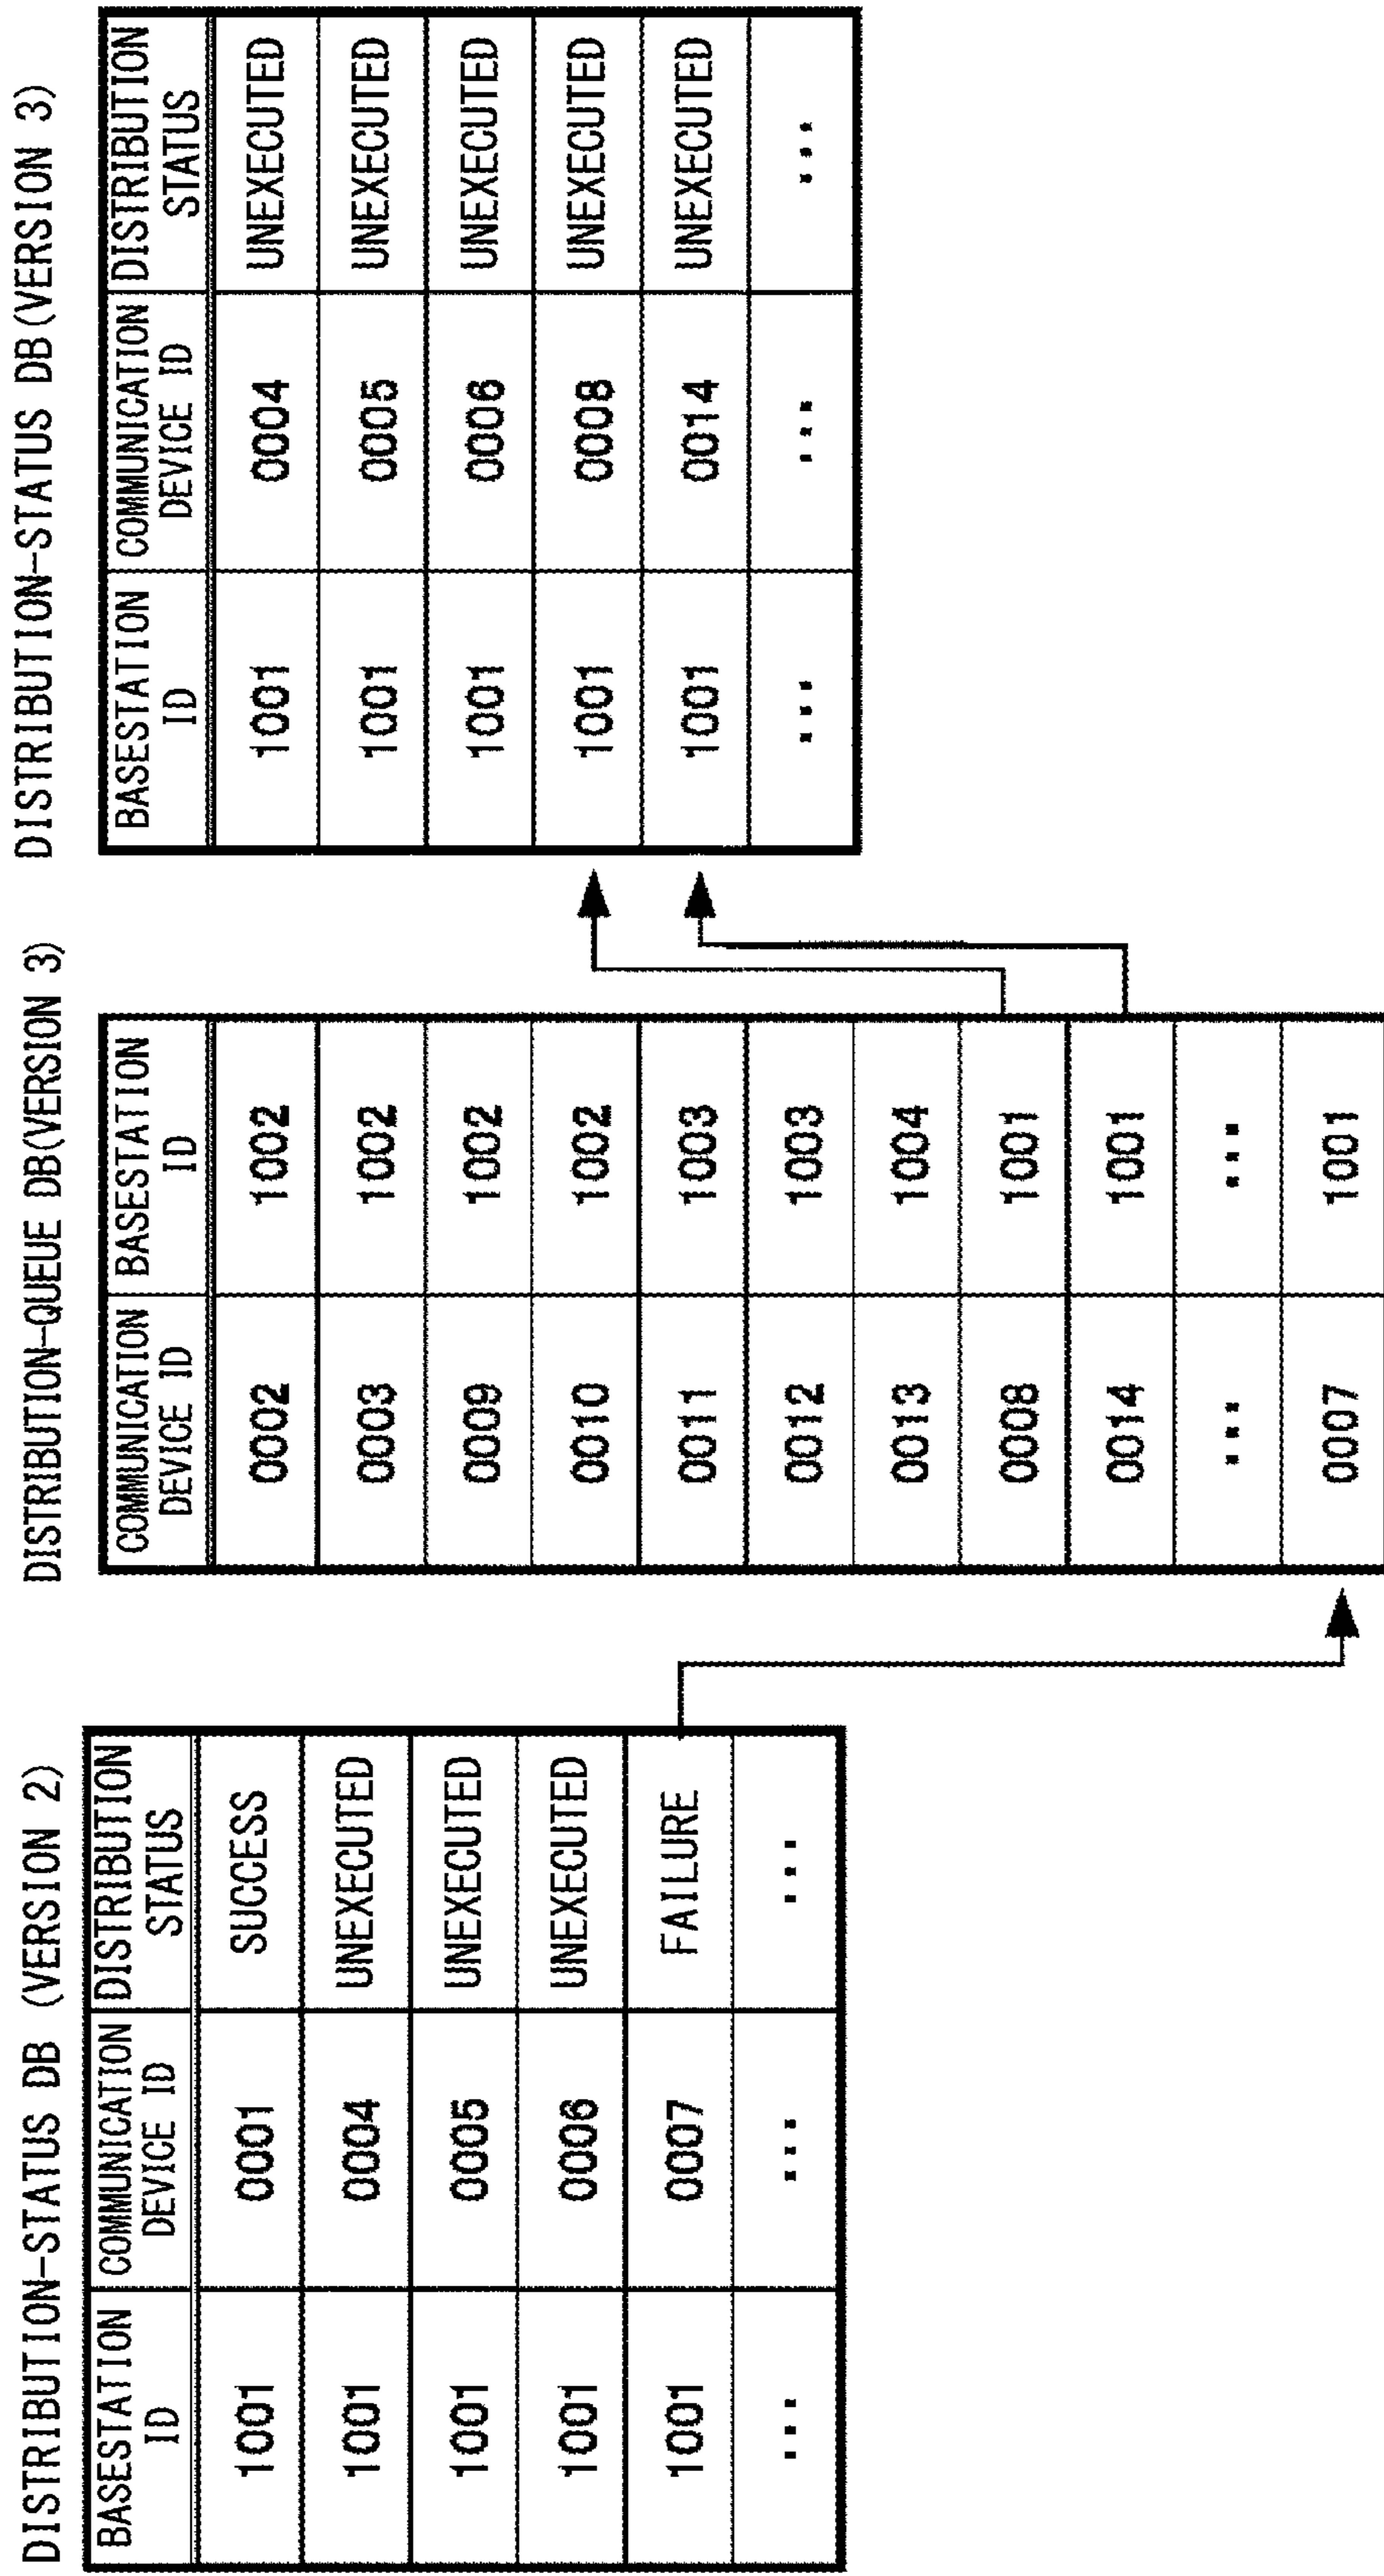 DISTRIBUTION-STATUS DB (VERSION 2)
BASESTATION ID COMMUNICATION DEVICE ID DISTRIBUTION STATUS
1001 0001 SUCCESS
1001 0004 UNEXECUTED
1001 0005 UNEXECUTED
1001 0006 UNEXECUTED
1001 0007 FAILURE
... ... ...
DISTRIBUTION-QUEUE DB(VERSION 3)
COMMUNICATION DEVICE ID BASESTATION ID
0002 1002
0003 1002
0009 1002
0010 1002
0011 1003
0012 1003
0013 1004
0008 1001
0014 1001
... ...
0007 1001
DISTRIBUTION-STATUS DB(VERSION 3)
BASESTATION ID COMMUNICATION DEVICE ID DISTRIBUTION STATUS
1001 0004 UNEXECUTED
1001 0005 UNEXECUTED
1001 0006 UNEXECUTED
1001 0008 UNEXECUTED
1001 0014 UNEXECUTED
... ... ...